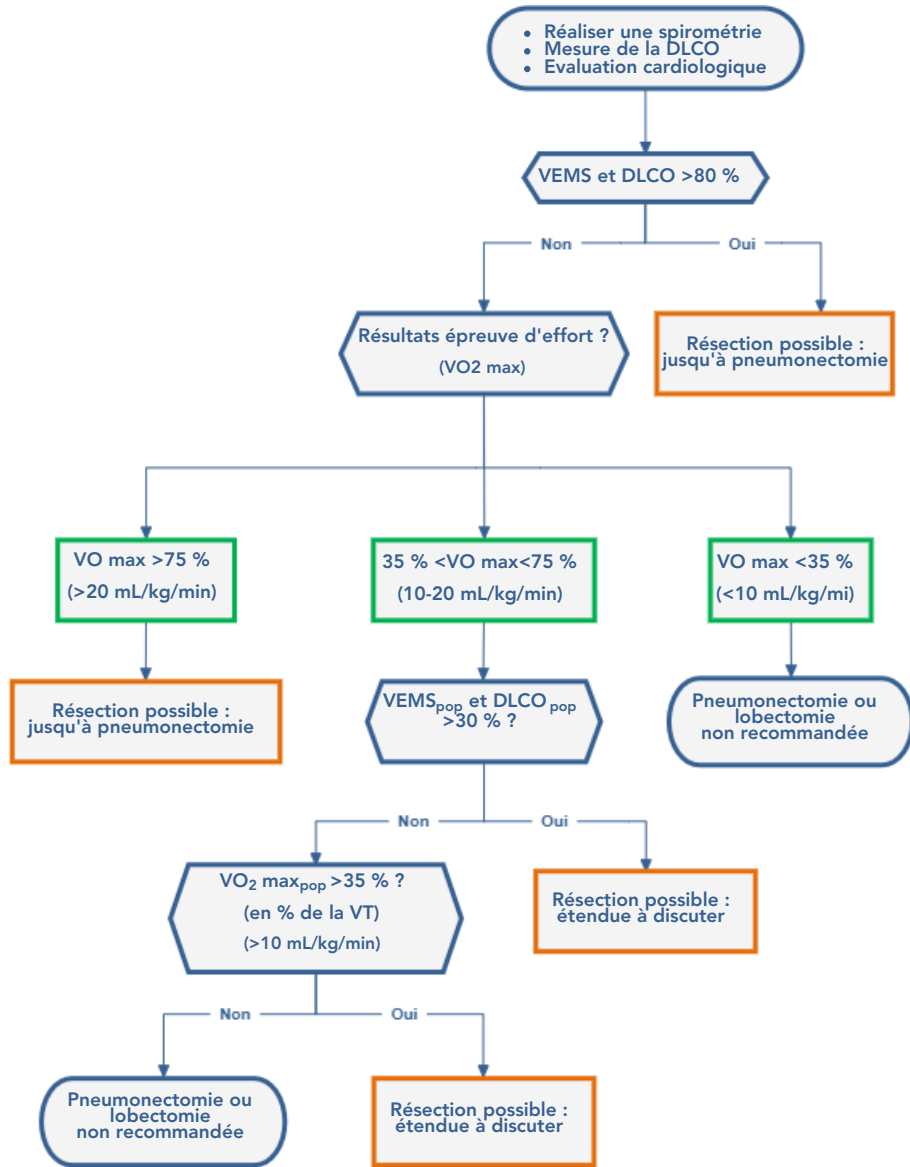 • Réaliser une spirométrie
• Mesure de la DLCO
• Evaluation cardiologique
VEMS et DLCO >80 %
Non
Oui
Résultats épreuve d'effort ?
(VO2 max)
Résection possible :
jusqu'à pneumonectomie
VO max >75 %
(>20 mL/kg/min)
35 % <VO max<75 %
(10-20 mL/kg/min)
VO max <35 %
(<10 mL/kg/mi)
Résection possible :
jusqu'à pneumonectomie
VEMSpop et DLCO pop
>30 % ?
Pneumonectomie ou
lobectomie
non recommandée
Non
Oui
VO2 maxpop >35 % ?
(en % de la VT)
(>10 mL/kg/min)
Résection possible :
étendue à discuter
Non
Oui
Pneumonectomie ou
lobectomie
non recommandée
Résection possible :
étendue à discuter